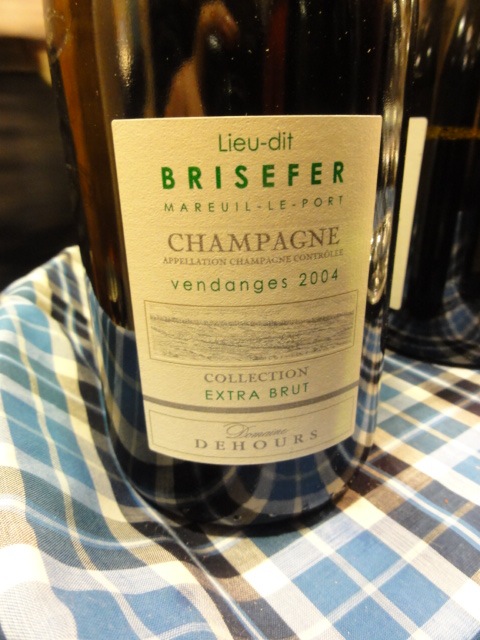 Lieu-dit
BRISEFER
MAREUIL-LE-PORT
CHAMPAGNE
APPELLATION CHAMPAGNE CONTRÔLÉE
vendanges 2004
COLLECTION
EXTRA BRUT
Domaine
DEHOURS